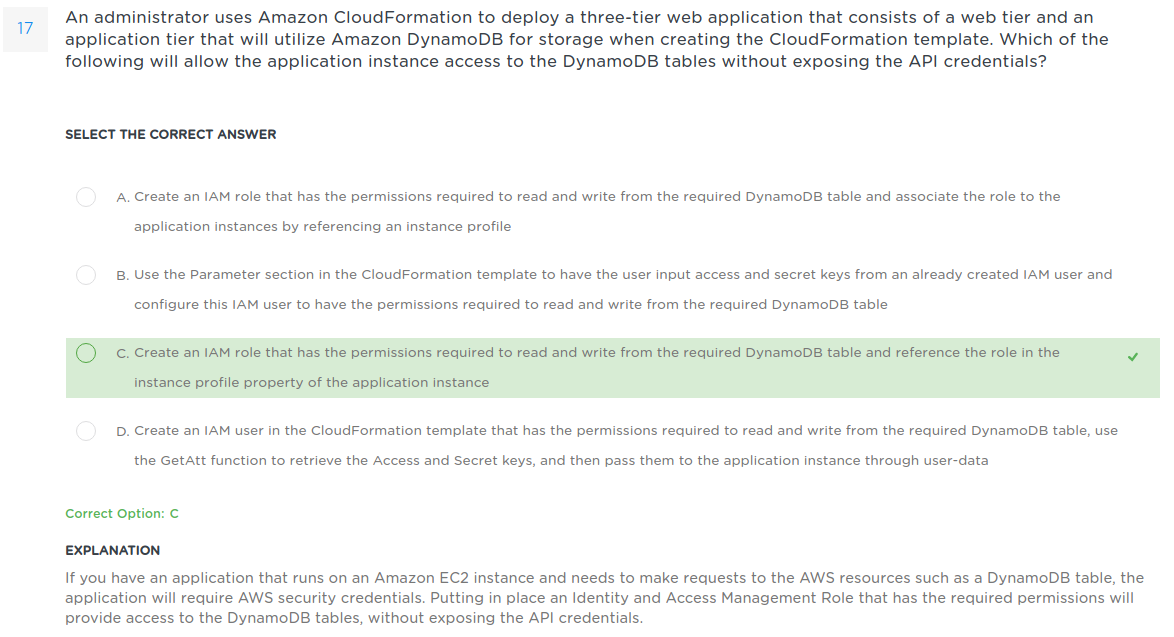 17
An administrator uses Amazon CloudFormation to deploy a three-tier web application that consists of a web tier and an
application tier that will utilize Amazon DynamoDB for storage when creating the CloudFormation template. Which of the
following will allow the application instance access to the DynamoDB tables without exposing the API credentials?
SELECT THE CORRECT ANSWER
A. Create an IAM role that has the permissions required to read and write from the required DynamoDB table and associate the role to the
application instances by referencing an instance profile
B. Use the Parameter section in the CloudFormation template to have the user input access and secret keys from an already created IAM user and
configure this IAM user to have the permissions required to read and write from the required DynamoDB table
C. Create an IAM role that has the permissions required to read and write from the required DynamoDB table and reference the role in the
instance profile property of the application instance
D. Create an IAM user in the CloudFormation template that has the permissions required to read and write from the required DynamoDB table, use
the GetAtt function to retrieve the Access and Secret keys, and then pass them to the application instance through user-data
Correct Option: C
EXPLANATION
If you have an application that runs on an Amazon EC2 instance and needs to make requests to the AWS resources such as a DynamoDB table, the
application will require AWS security credentials. Putting in place an Identity and Access Management Role that has the required permissions will
provide access to the DynamoDB tables, without exposing the API credentials.